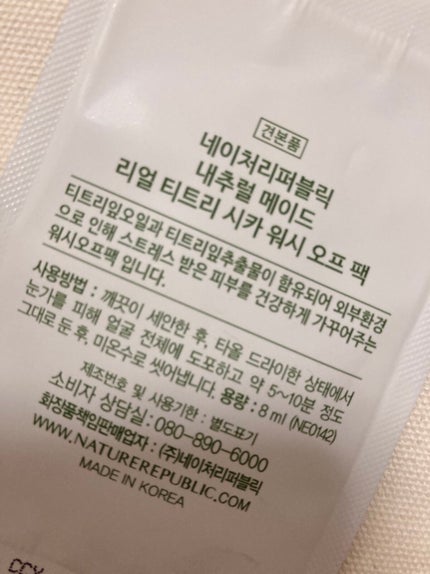 견본품
네이처리퍼블릭
내추럴 메이드
리얼 티트리 시카 워시 오프 팩
티트리잎오일과 티트리잎추출물이 함유되어 외부환경
으로 인해 스트레스 받은 피부를 건강하게 가꾸어주는
워시오프팩 입니다.
사용방법 : 깨끗이 세안한 후, 타올 드라이한 상태에서
눈가를 피해 얼굴 전체에 도포하고 약 5~10분 정도
그대로 둔 후, 미온수로 씻어냅니다. 용량 : 8 ml (NE0142)
제조번호 및 사용기한 : 별도표기
소비자 상담실 : 080-890-6000
화장품책임판매업자 : (주)네이처리퍼블릭
WWW.NATUREREPUBLIC.COM
MADE IN KOREA